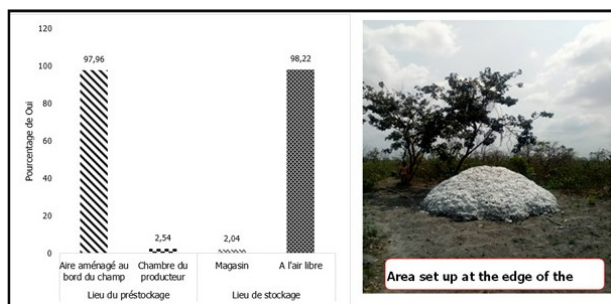 120
100
80
60
40
20
0
Pourcentage de Oui
97,96
2,54
2,04
98,22
Aire aménagé au bord du champ
Chambre du producteur
Magasin
A l'air libre
Lieu du préstockage
Lieu de stockage
Area set up at the edge of the